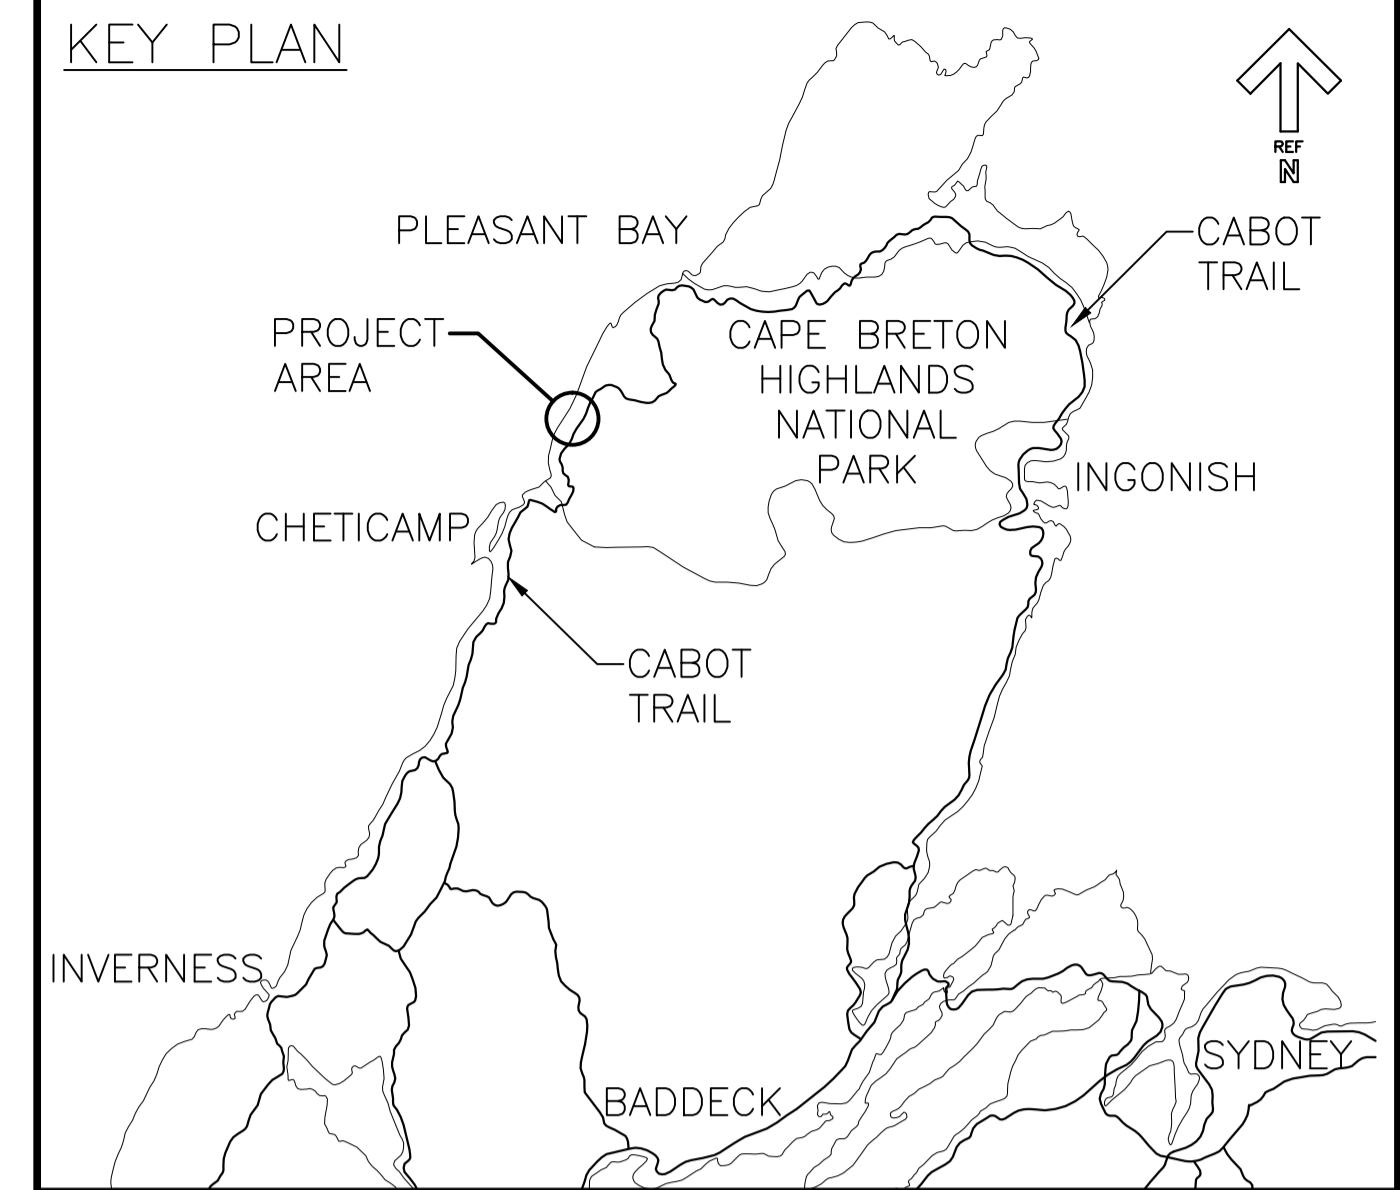 KEY PLAN
REF
N
PLEASANT BAY
CABOT
TRAIL
PROJECT
AREA
CAPE BRETON
HIGHLANDS
NATIONAL
PARK
INGONISH
CHETICAMP
CABOT
TRAIL
INVERNESS
SYDNEY
BADDECK